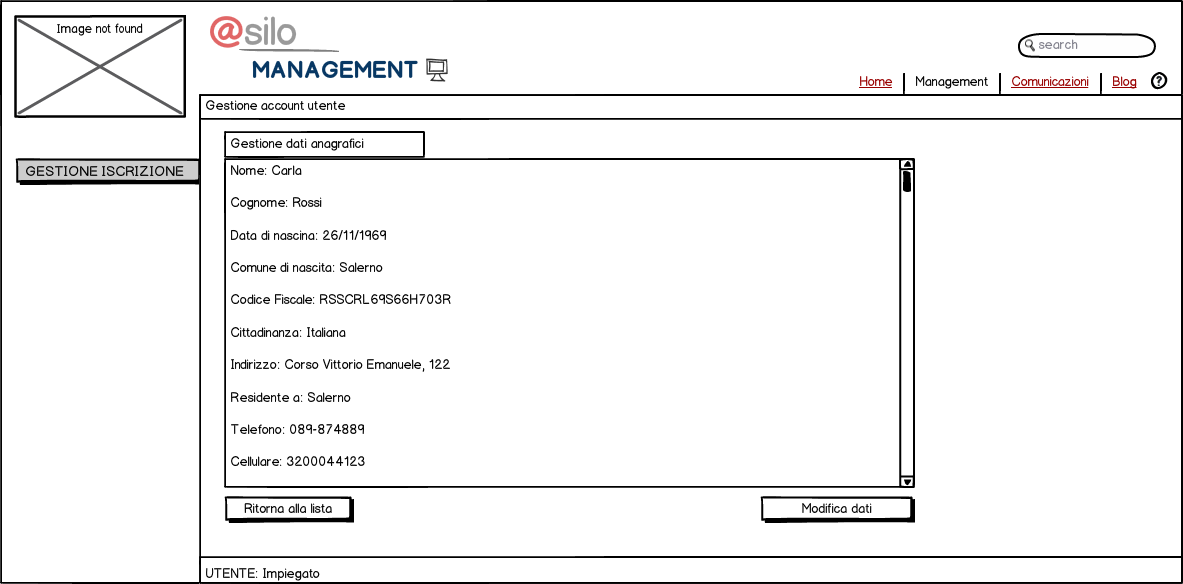 Image not found
@silo
MANAGEMENT
search
Home
Management
Comunicazioni
Blog
?
Gestione account utente
GESTIONE ISCRIZIONE
Gestione dati anagrafici
Nome: Carla
Cognome: Rossi
Data di nascina: 26/11/1969
Comune di nascita: Salerno
Codice Fiscale: RSSCRL69S66H703R
Cittadinanza: Italiana
Indirizzo: Corso Vittorio Emanuele, 122
Residente a: Salerno
Telefono: 089-874889
Cellulare: 3200044123
Ritorna alla lista
Modifica dati
UTENTE: Impiegato